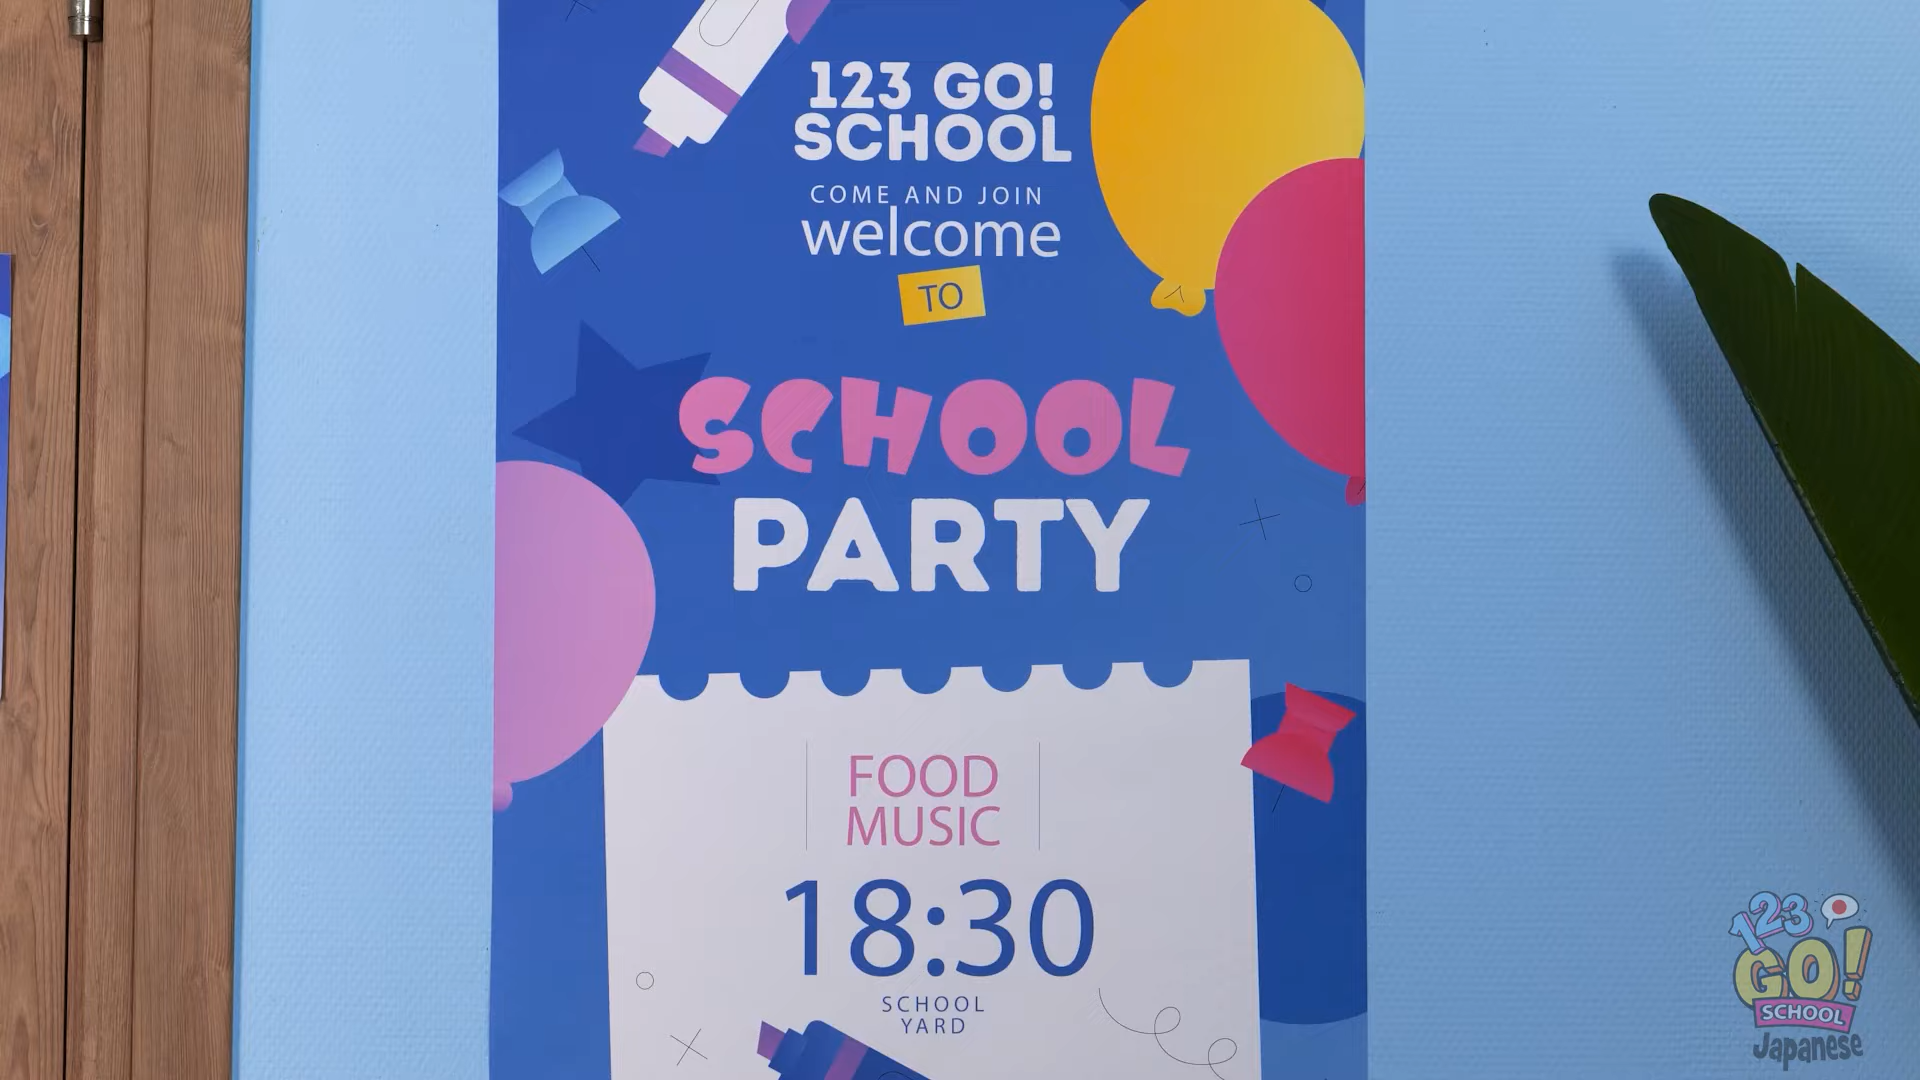 123 GO!
SCHOOL
COME AND JOIN
welcome
TO
SCHOOL
PARTY
FOOD
MUSIC
18:30
SCHOOL
YARD
123
GO!
SCHOOL
Japanese